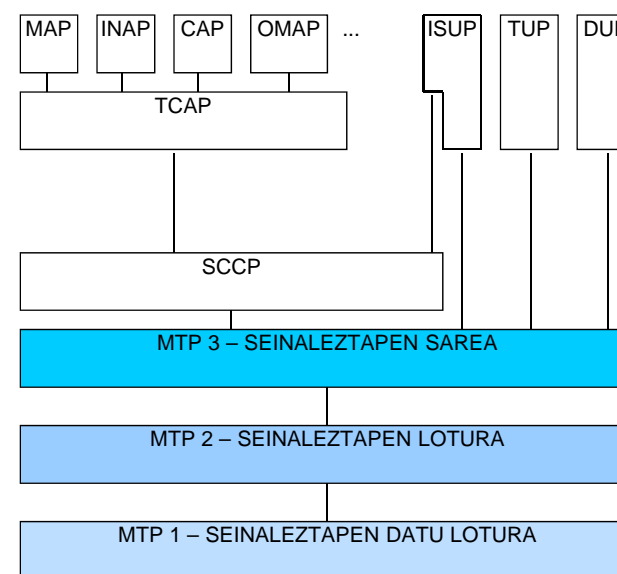 MAP INAP CAP OMAP ... ISUP TUP
TCAP
SCCP
MTP 3 – SEINALEZTAPEN SAREA
MTP 2 – SEINALEZTAPEN LOTURA
MTP 1 – SEINALEZTAPEN DATU LOTURA